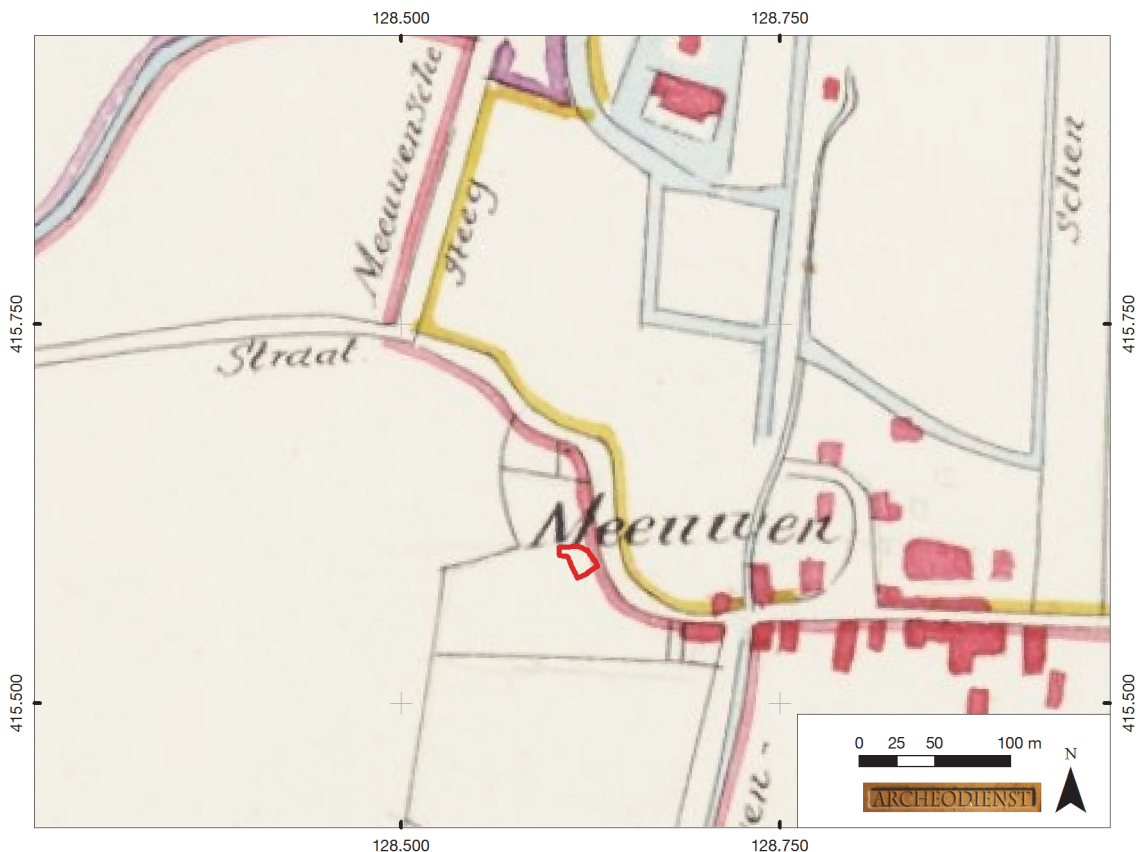 128.500 128.750
Meeuwensche
steeg
Schen
415.750 415.750
Straat
Meeuwen
415.500 415.500
en-
0 25 50 100 m
N
ARCHEODIENST
128.500 128.750